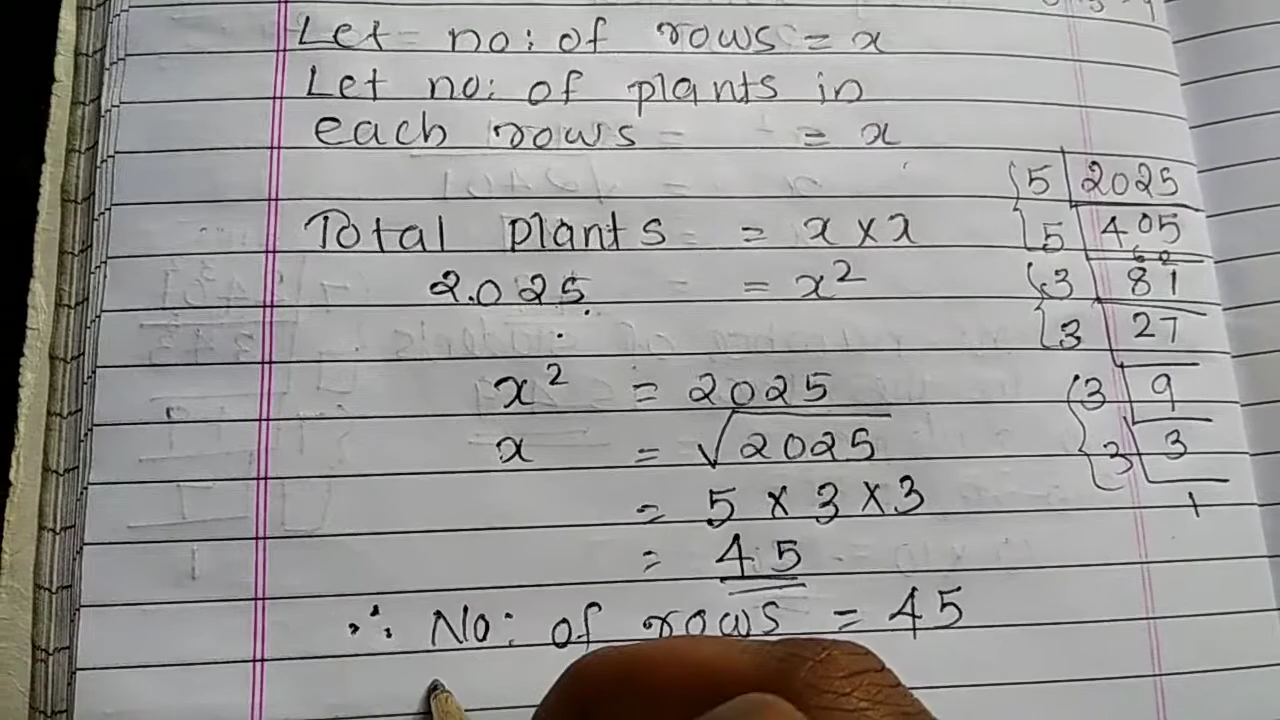 Let no: of rows = x
Let no: of plants in
each rows = x
Total plants = x × x
2025 = x²
x² = 2025
x = √2025
= 5 × 3 × 3
= 45
∴ No: of rows = 45
5 | 2025
5 | 405
3 | 81
3 | 27
3 | 9
3 | 3
1